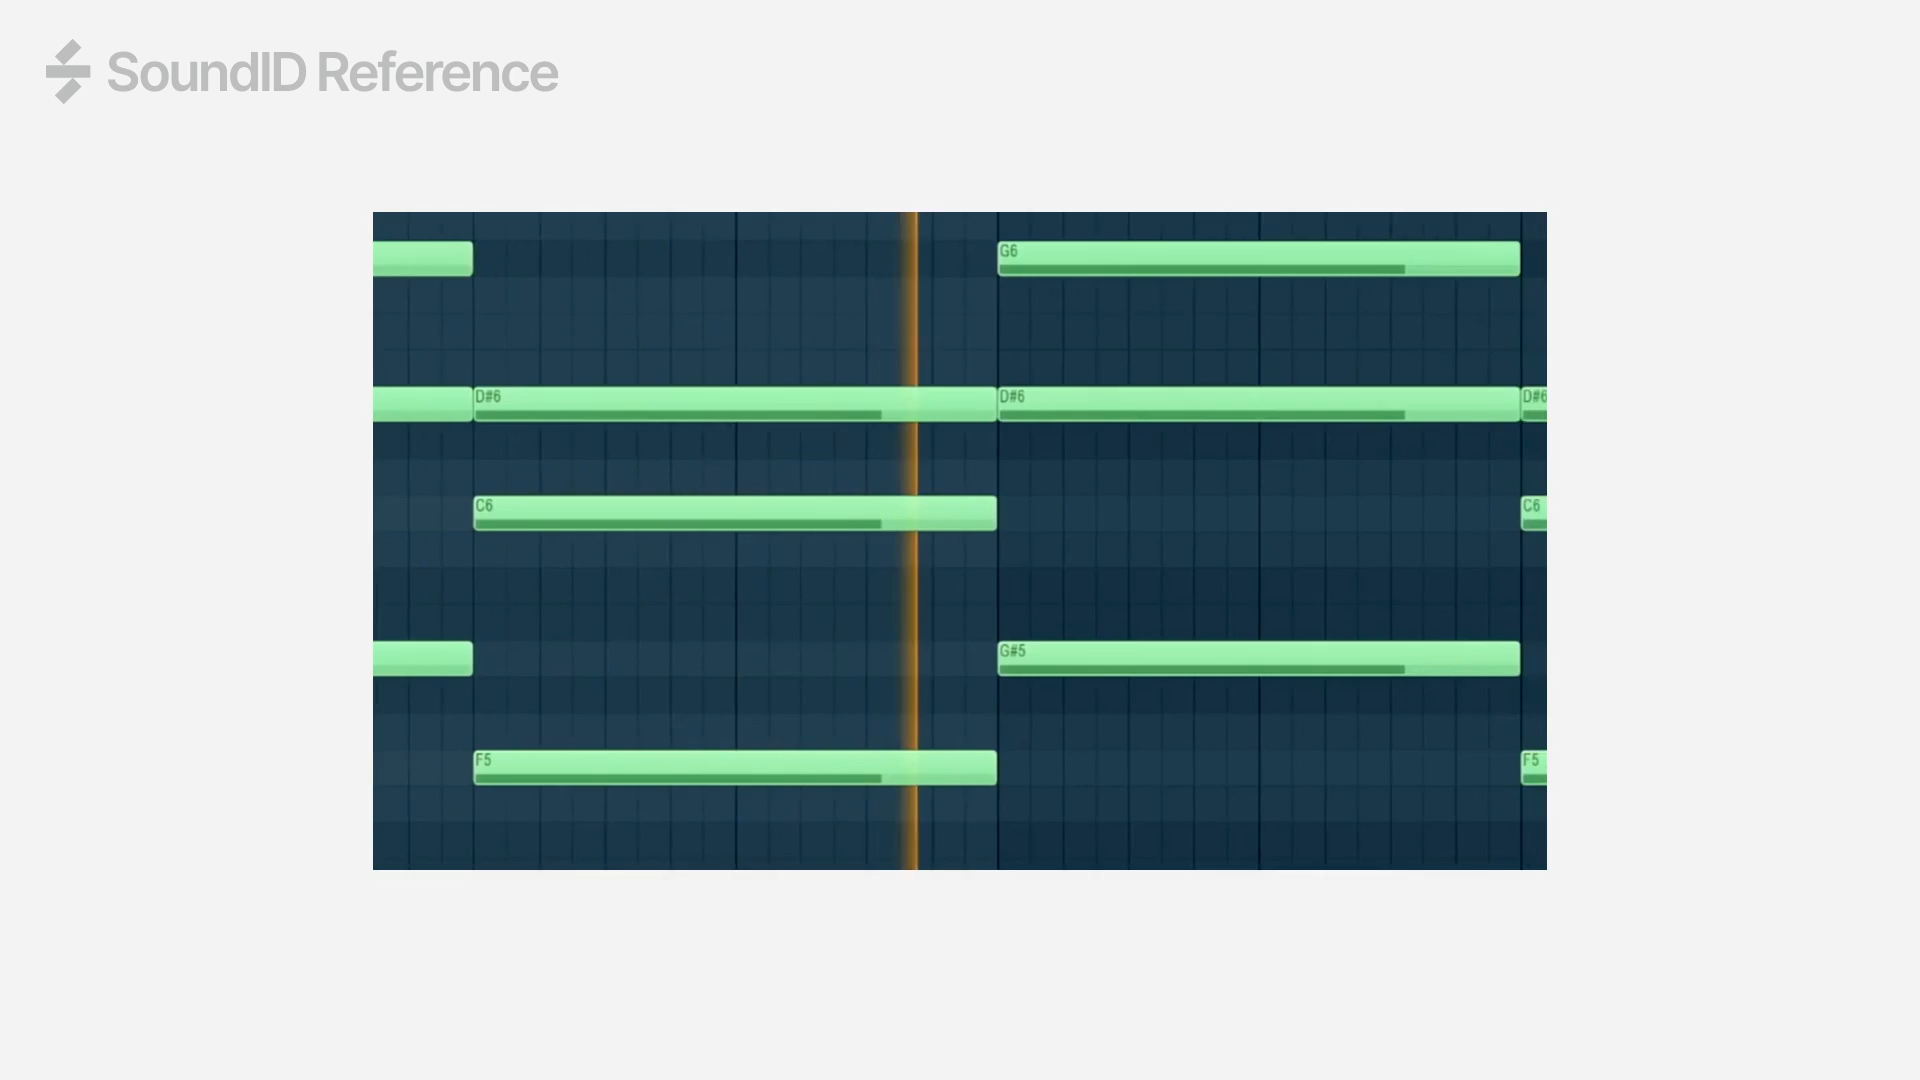 SoundID Reference
G6
D#6 D#6 D#6
C6 C6
G#5
F5 F5